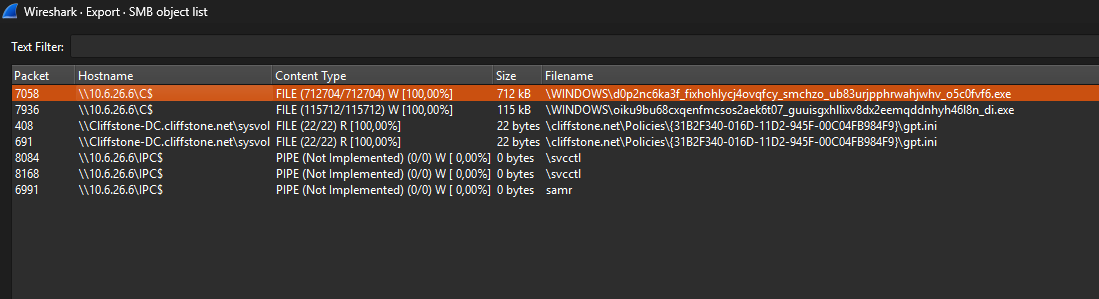 Wireshark · Export · SMB object list
Text Filter:
Packet Hostname Content Type Size Filename
7058 \\10.6.26.6\C$ FILE (712704/712704) W [100,00%] 712 kB \WINDOWS\d0p2nc6ka3f_fixhohlycj4ovqfcy_smchzo_ub83urjpphrwahjwhv_o5c0fvf6.exe
7936 \\10.6.26.6\C$ FILE (115712/115712) W [100,00%] 115 kB \WINDOWS\oiku9bu68cxqenfmcsos2aek6t07_guuisgxhllixv8dx2eemqddnhyh46l8n_di.exe
408 \\Cliffstone-DC.cliffstone.net\sysvol FILE (22/22) R [100,00%] 22 bytes \cliffstone.net\Policies\{31B2F340-016D-11D2-945F-00C04FB984F9}\gpt.ini
691 \\Cliffstone-DC.cliffstone.net\sysvol FILE (22/22) R [100,00%] 22 bytes \cliffstone.net\Policies\{31B2F340-016D-11D2-945F-00C04FB984F9}\gpt.ini
8084 \\10.6.26.6\IPC$ PIPE (Not Implemented) (0/0) W [ 0,00%] 0 bytes \svcctl
8168 \\10.6.26.6\IPC$ PIPE (Not Implemented) (0/0) W [ 0,00%] 0 bytes \svcctl
6991 \\10.6.26.6\IPC$ PIPE (Not Implemented) (0/0) W [ 0,00%] 0 bytes samr